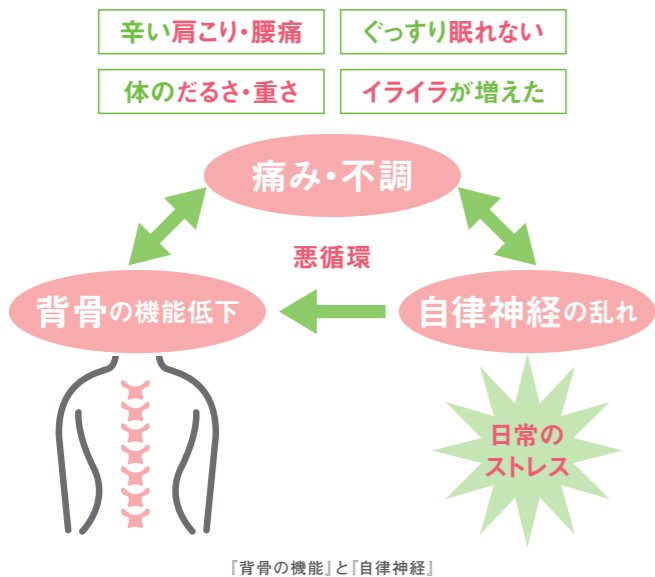 辛い肩こり・腰痛
ぐっすり眠れない
体のだるさ・重さ
イライラが増えた
痛み・不調
悪循環
背骨の機能低下
自律神経の乱れ
日常の
ストレス
『背骨の機能』と『自律神経』